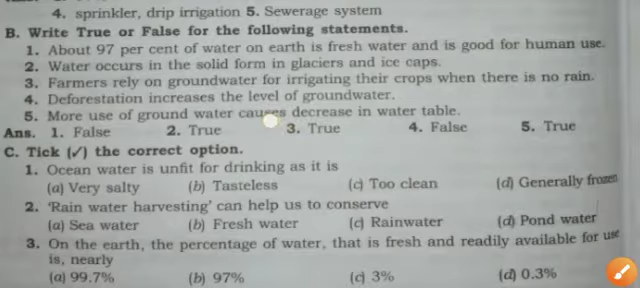 4. sprinkler, drip irrigation 5. Sewerage system
B. Write True or False for the following statements.
1. About 97 per cent of water on earth is fresh water and is good for human use.
2. Water occurs in the solid form in glaciers and ice caps.
3. Farmers rely on groundwater for irrigating their crops when there is no rain.
4. Deforestation increases the level of groundwater.
5. More use of ground water causes decrease in water table.
Ans. 1. False 2. True 3. True 4. False 5. True
C. Tick (✓) the correct option.
1. Ocean water is unfit for drinking as it is
(a) Very salty (b) Tasteless (c) Too clean (d) Generally frozen
2. ‘Rain water harvesting’ can help us to conserve
(a) Sea water (b) Fresh water (c) Rainwater (d) Pond water
3. On the earth, the percentage of water, that is fresh and readily available for use
is, nearly
(a) 99.7% (b) 97% (c) 3% (d) 0.3%